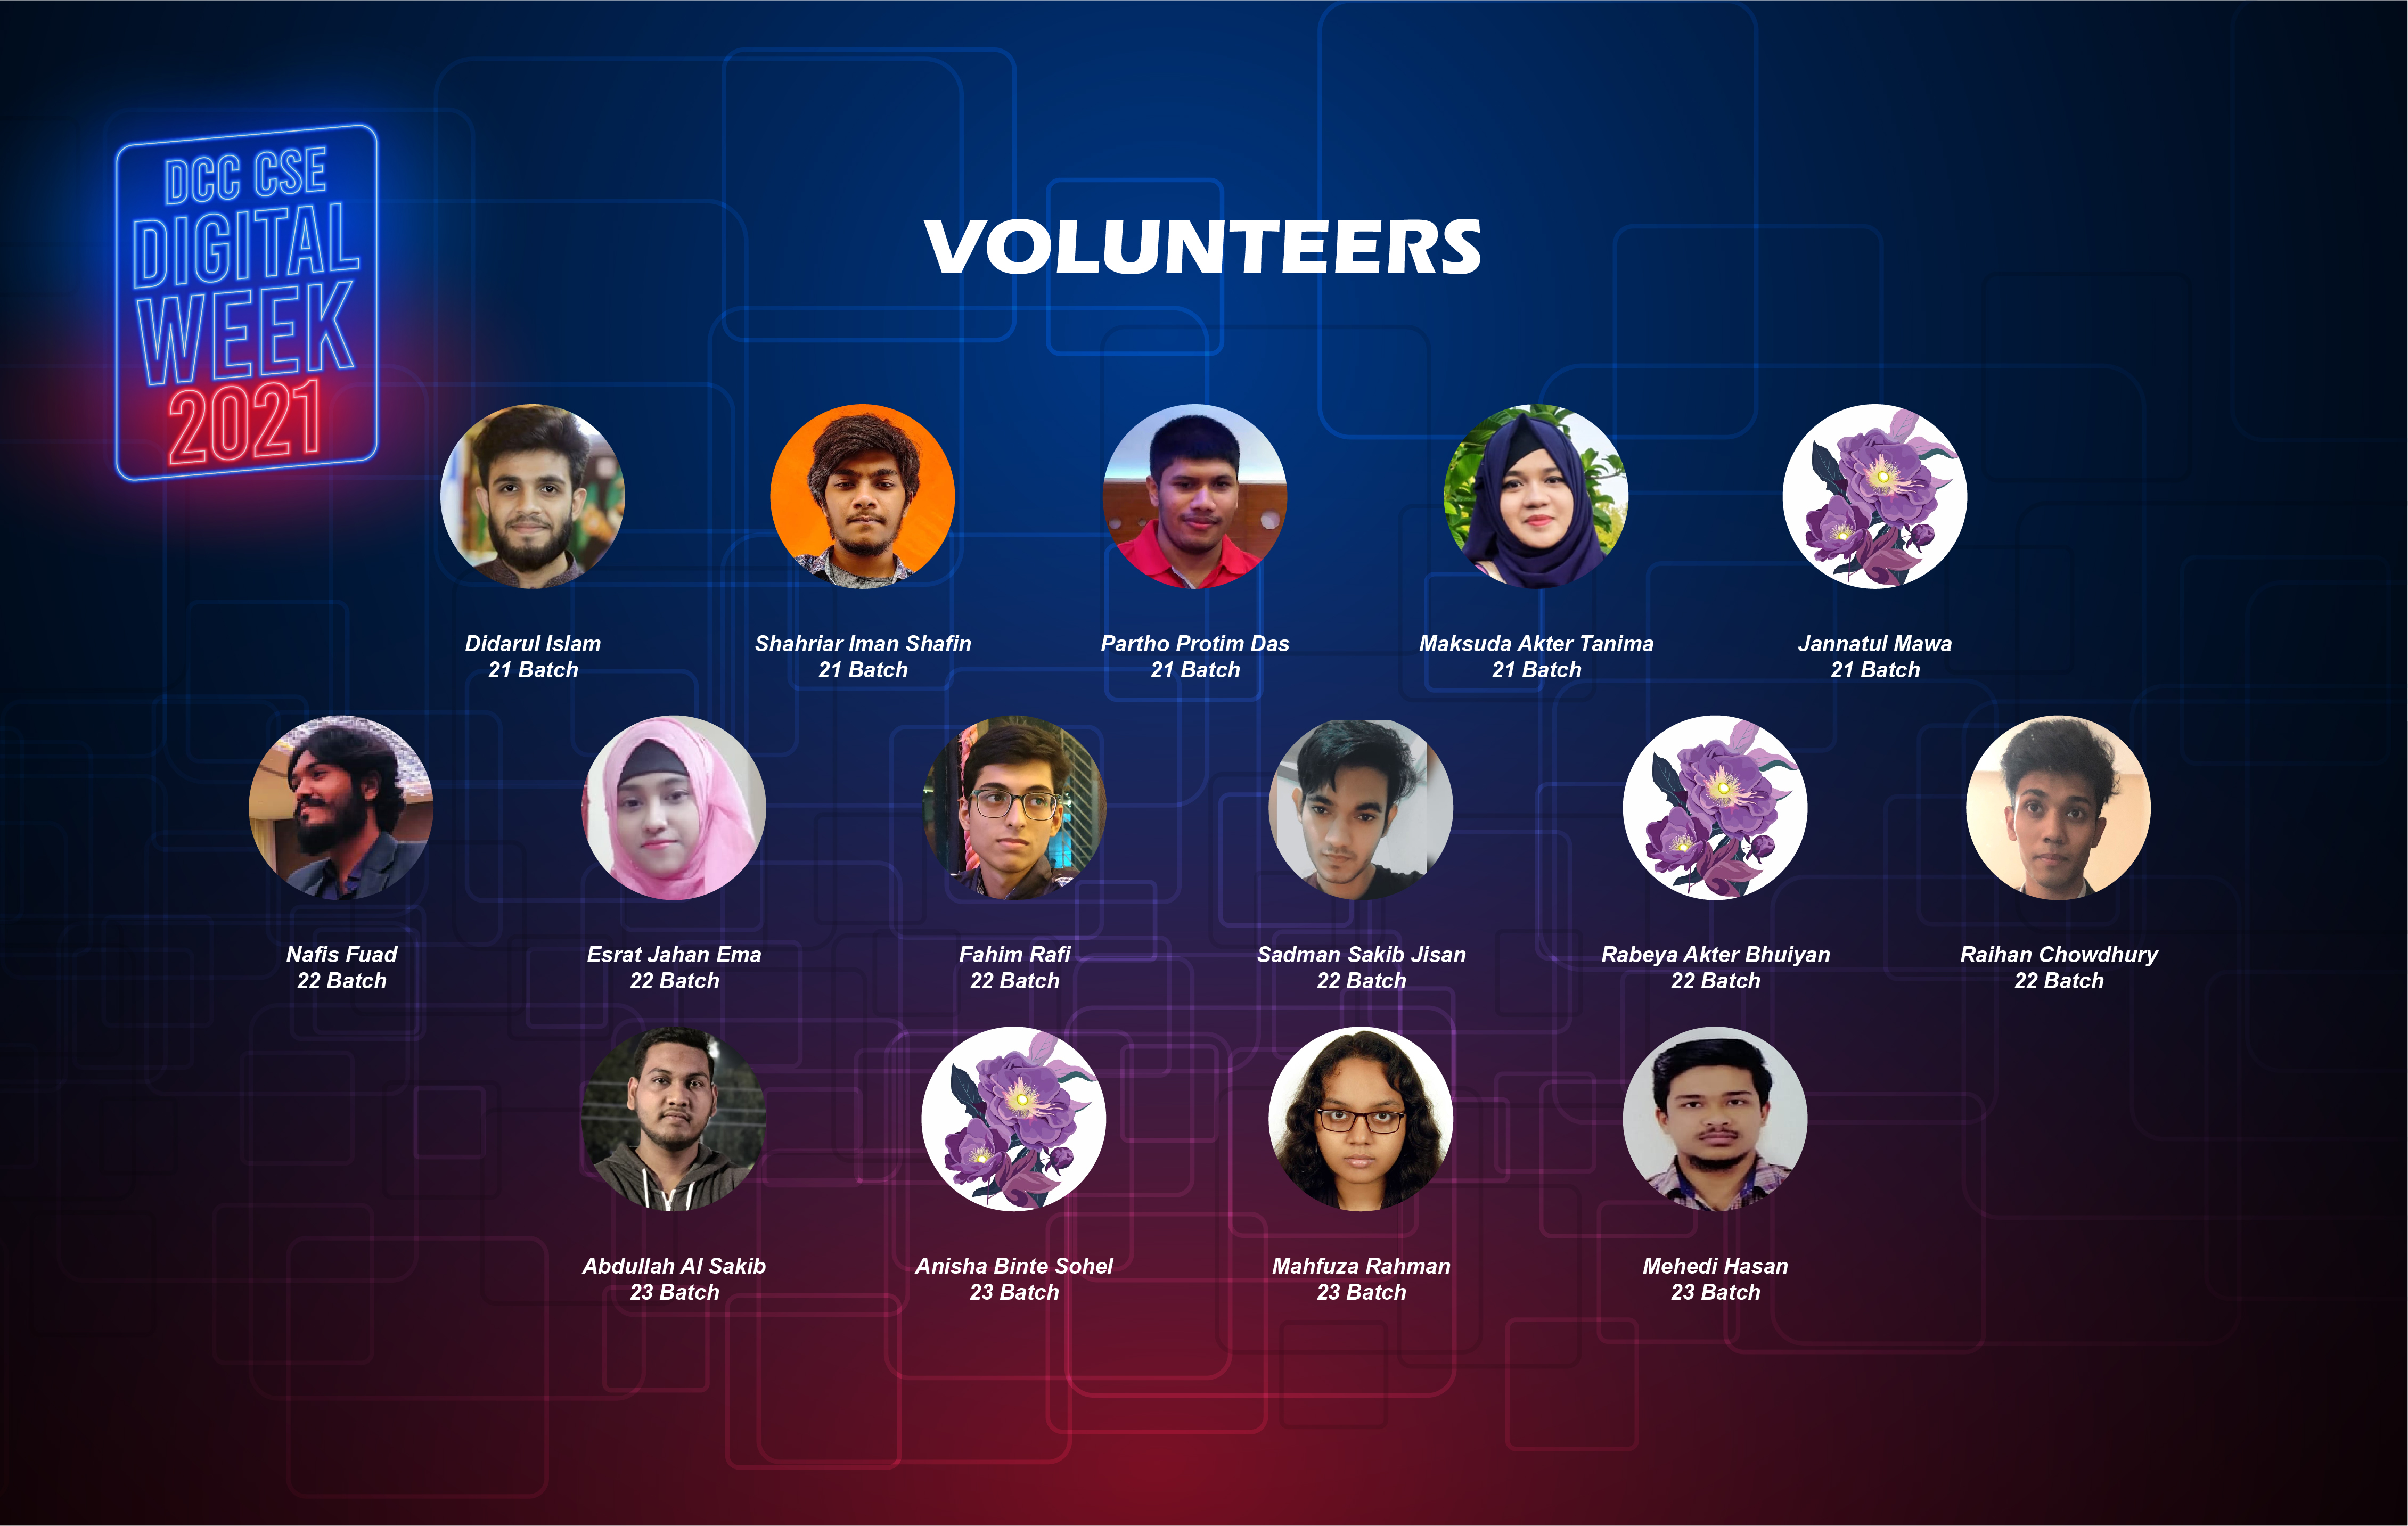 DCC CSE
DIGITAL
WEEK
2021
VOLUNTEERS
Didarul Islam
21 Batch
Shahriar Iman Shafin
21 Batch
Partho Protim Das
21 Batch
Maksuda Akter Tanima
21 Batch
Jannatul Mawa
21 Batch
Nafis Fuad
22 Batch
Esrat Jahan Ema
22 Batch
Fahim Rafi
22 Batch
Sadman Sakib Jisan
22 Batch
Rabeya Akter Bhuiyan
22 Batch
Raihan Chowdhury
22 Batch
Abdullah Al Sakib
23 Batch
Anisha Binte Sohel
23 Batch
Mahfuza Rahman
23 Batch
Mehedi Hasan
23 Batch